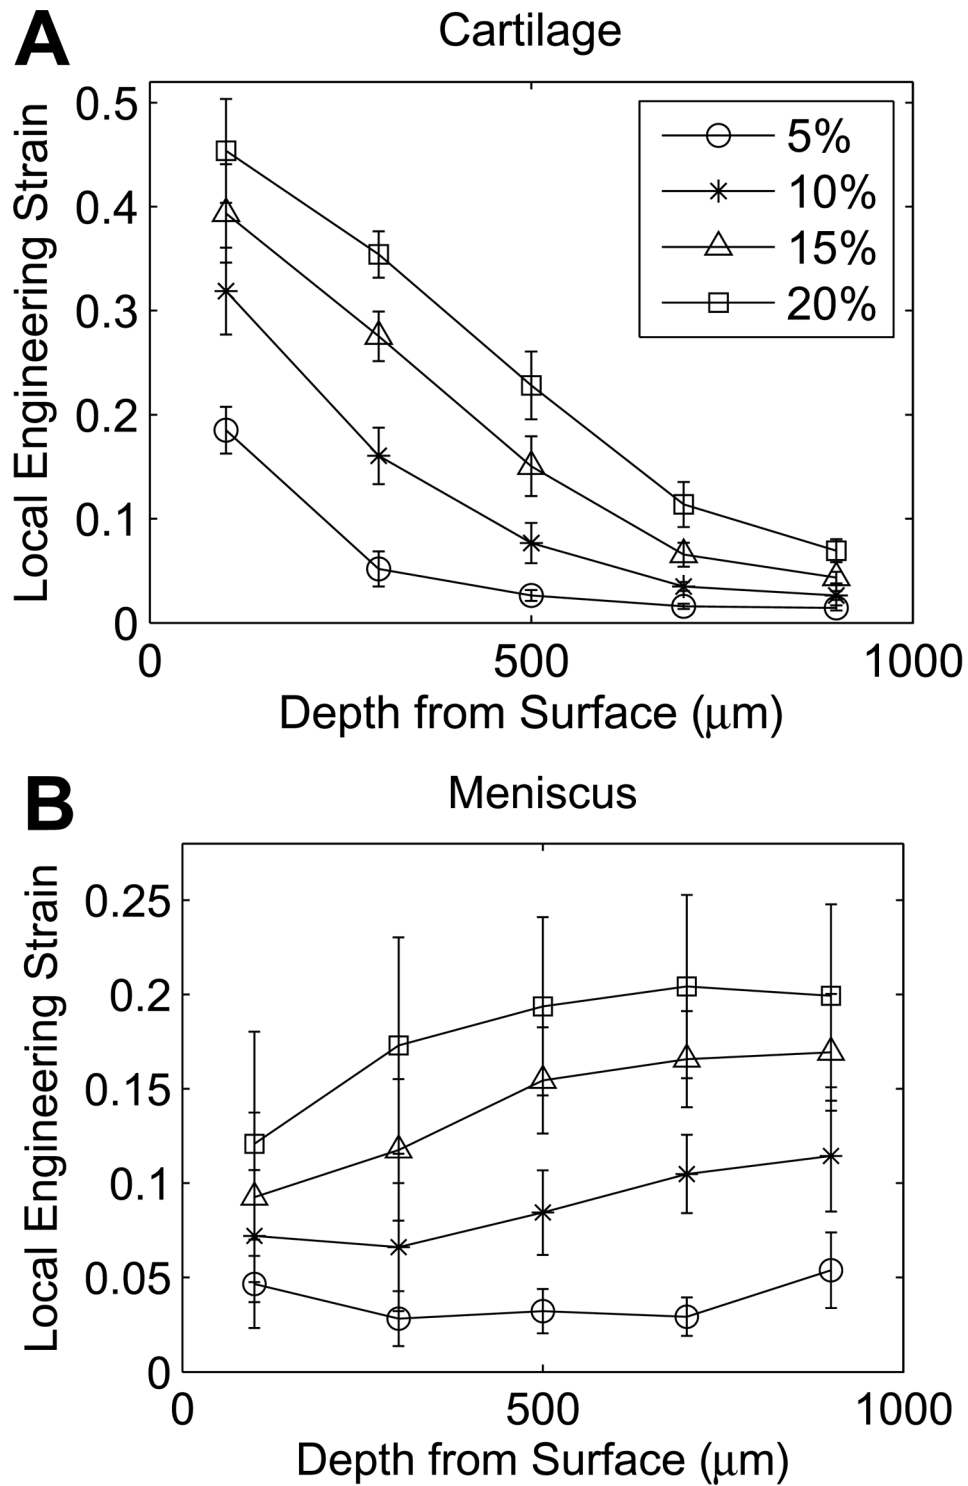 A
Cartilage
Local Engineering Strain
0.5
0.4
0.3
0.2
0.1
0
5%
10%
15%
20%
0 500 1000
Depth from Surface (μm)
B
Meniscus
Local Engineering Strain
0.25
0.2
0.15
0.1
0.05
0
0 500 1000
Depth from Surface (μm)